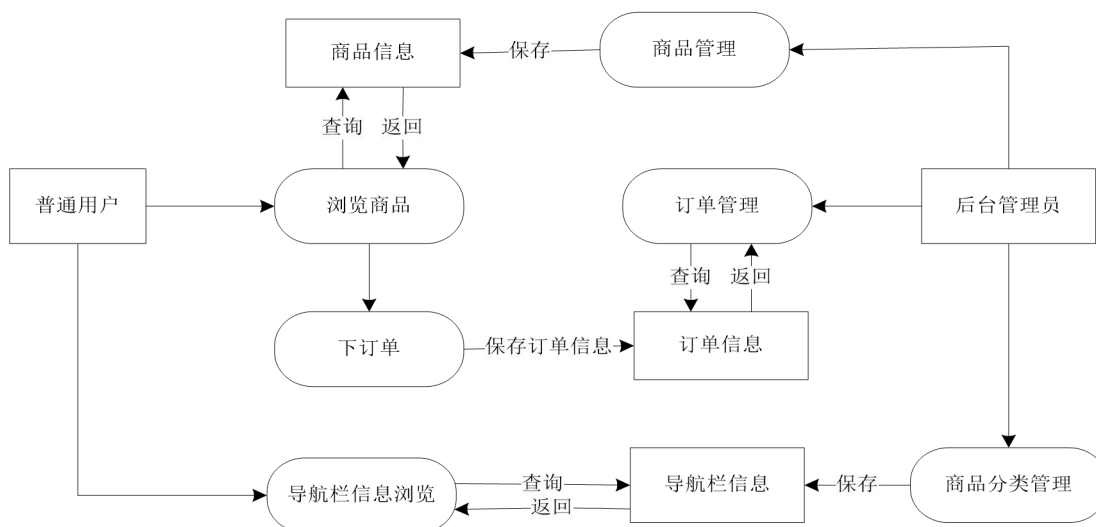 商品信息
保存
商品管理
查询
返回
普通用户
浏览商品
订单管理
后台管理员
查询
返回
下订单
保存订单信息
订单信息
导航栏信息浏览
查询
返回
导航栏信息
保存
商品分类管理